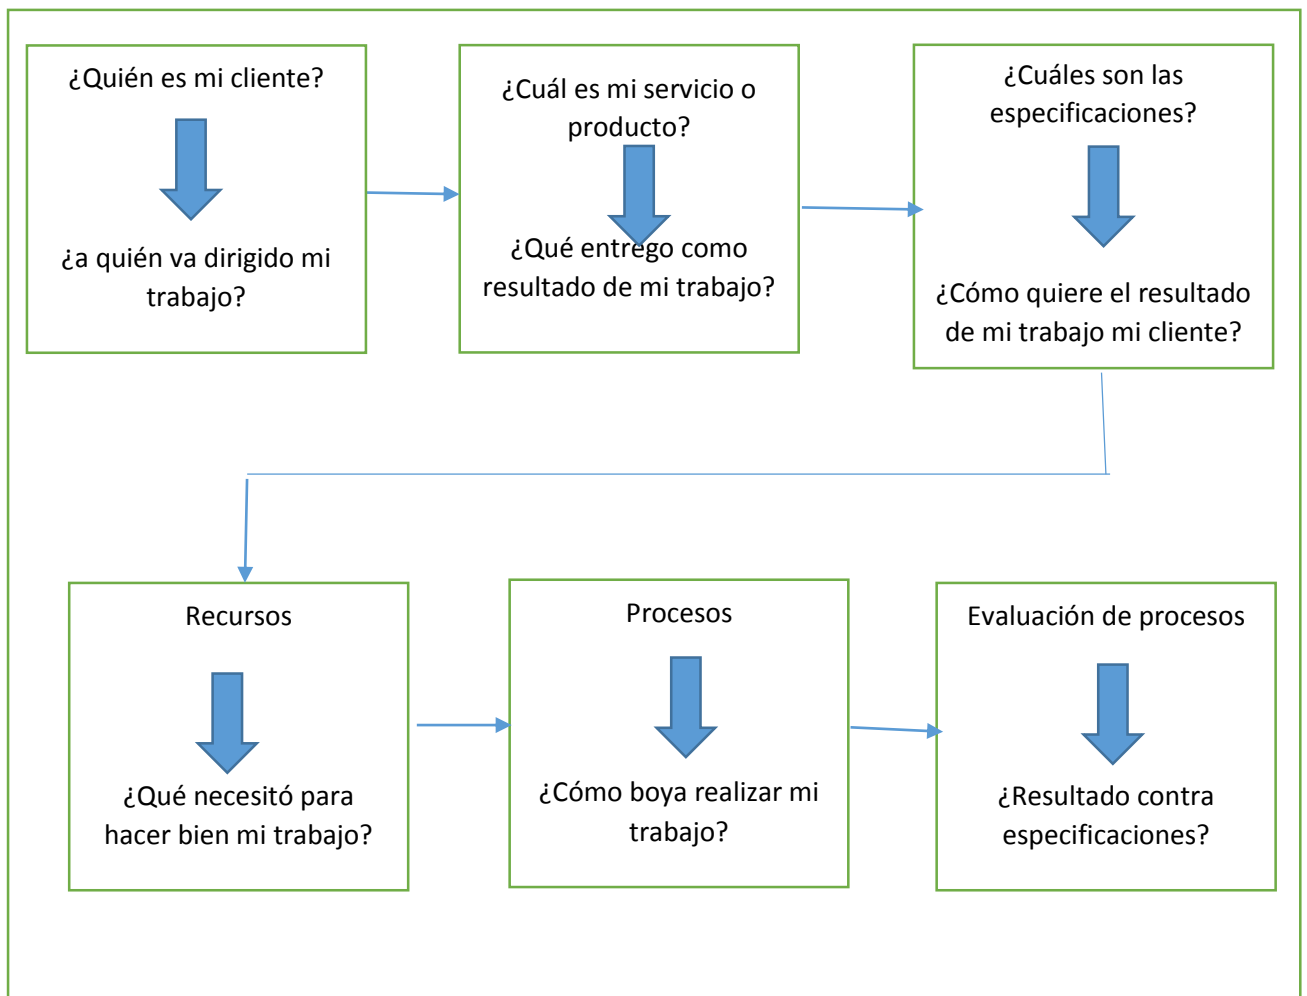 ¿Quién es mi cliente?
¿a quién va dirigido mi
trabajo?
¿Cuál es mi servicio o
producto?
¿Qué entrego como
resultado de mi trabajo?
¿Cuáles son las
especificaciones?
¿Cómo quiere el resultado
de mi trabajo mi cliente?
Recursos
¿Qué necesitó para
hacer bien mi trabajo?
Procesos
¿Cómo boya realizar mi
trabajo?
Evaluación de procesos
¿Resultado contra
especificaciones?